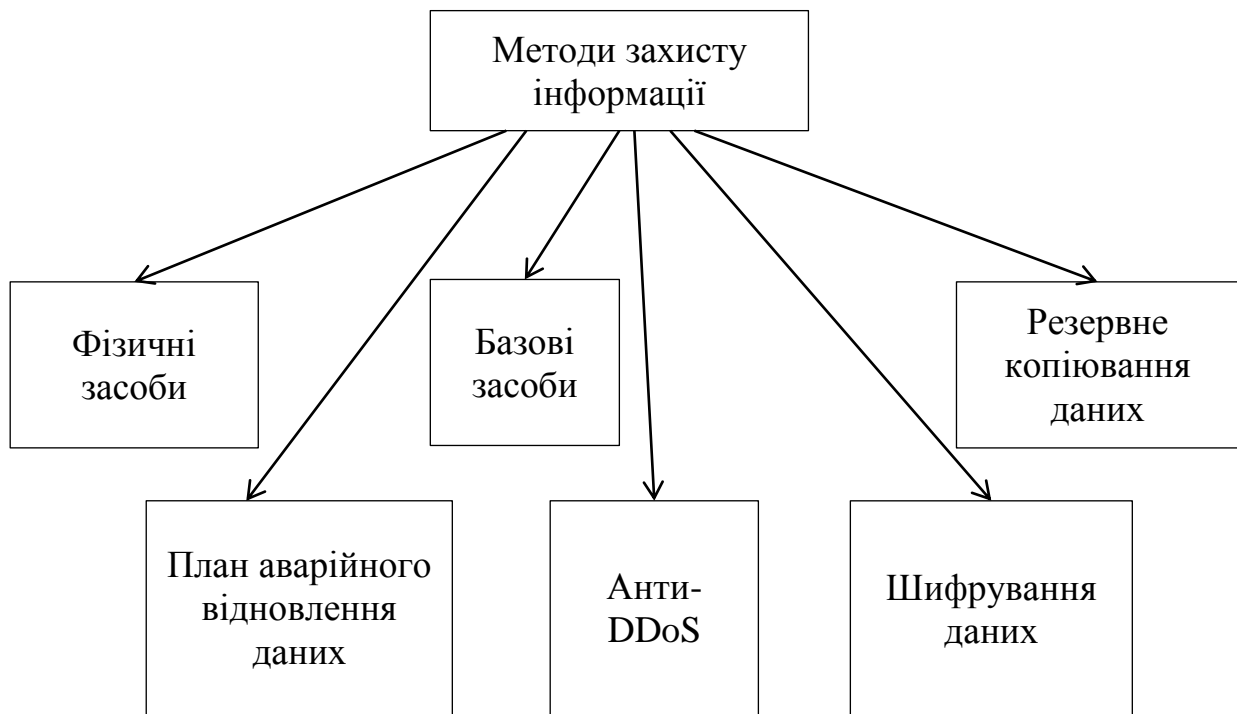 Методи захисту
інформації
Фізичні
засоби
Базові
засоби
Резервне
копіювання
даних
План аварійного
відновлення
даних
Анти-
DDoS
Шифрування
даних